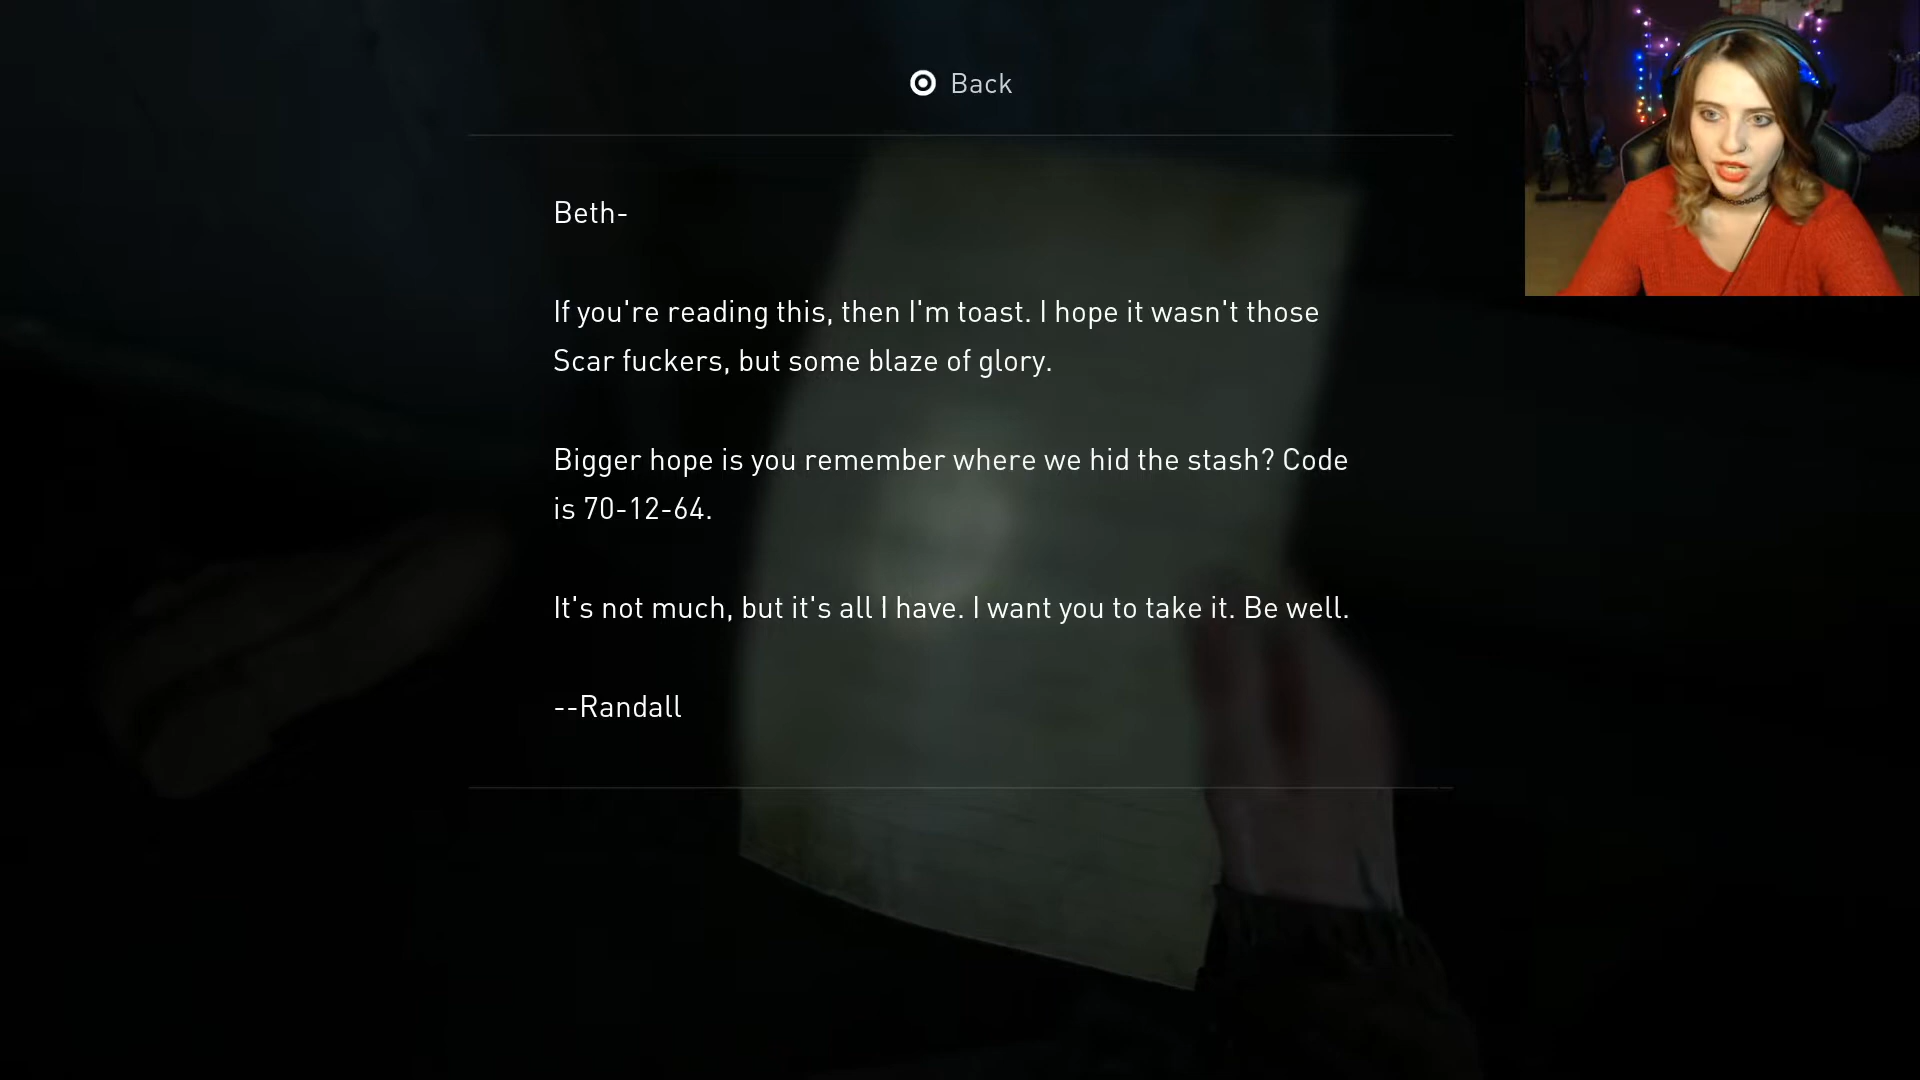 Back
Beth-
If you're reading this, then I'm toast. I hope it wasn't those
Scar fuckers, but some blaze of glory.
Bigger hope is you remember where we hid the stash? Code
is 70-12-64.
It's not much, but it's all I have. I want you to take it. Be well.
--Randall